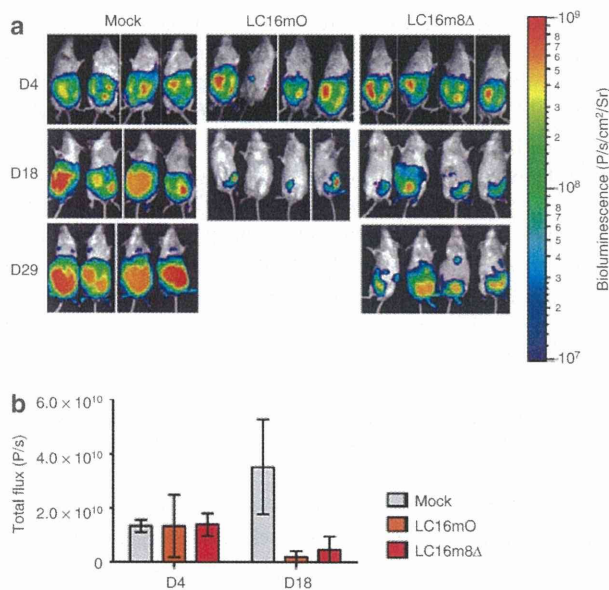 a
Mock
LC16mO
LC16m8Δ
D4
D18
D29
10⁹
8
7
6
5
4
3
2
10⁸
8
7
6
5
4
3
2
10⁷
Bioluminescence (P/s/cm²/Sr)
b
6.0 × 10¹⁰
4.0 × 10¹⁰
2.0 × 10¹⁰
0
Total flux (P/s)
D4
D18
Mock
LC16mO
LC16m8Δ